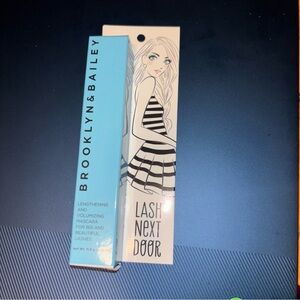 BROOKLYN & BAILEY
LENGTHENING
AND
VOLUMIZING
MASCARA
FOR BIG AND
BEAUTIFUL
LASHES
LASH
NEXT
DOOR